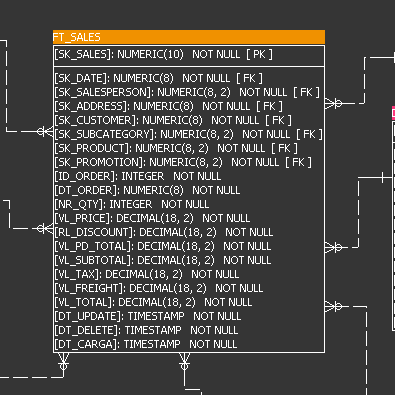 FT_SALES
[SK_SALES]: NUMERIC(10) NOT NULL [ PK ]
[SK_DATE]: NUMERIC(8) NOT NULL [ FK ]
[SK_SALESPERSON]: NUMERIC(8, 2) NOT NULL [ FK ]
[SK_ADDRESS]: NUMERIC(8) NOT NULL [ FK ]
[SK_CUSTOMER]: NUMERIC(8) NOT NULL [ FK ]
[SK_SUBCATEGORY]: NUMERIC(8, 2) NOT NULL [ FK ]
[SK_PRODUCT]: NUMERIC(8, 2) NOT NULL [ FK ]
[SK_PROMOTION]: NUMERIC(8, 2) NOT NULL [ FK ]
[ID_ORDER]: INTEGER NOT NULL
[DT_ORDER]: NUMERIC(8) NOT NULL
[NR_QTY]: INTEGER NOT NULL
[VL_PRICE]: DECIMAL(18, 2) NOT NULL
[RL_DISCOUNT]: DECIMAL(18, 2) NOT NULL
[VL_PD_TOTAL]: DECIMAL(18, 2) NOT NULL
[VL_SUBTOTAL]: DECIMAL(18, 2) NOT NULL
[VL_TAX]: DECIMAL(18, 2) NOT NULL
[VL_FREIGHT]: DECIMAL(18, 2) NOT NULL
[VL_TOTAL]: DECIMAL(18, 2) NOT NULL
[DT_UPDATE]: TIMESTAMP NOT NULL
[DT_DELETE]: TIMESTAMP NOT NULL
[DT_CARGA]: TIMESTAMP NOT NULL